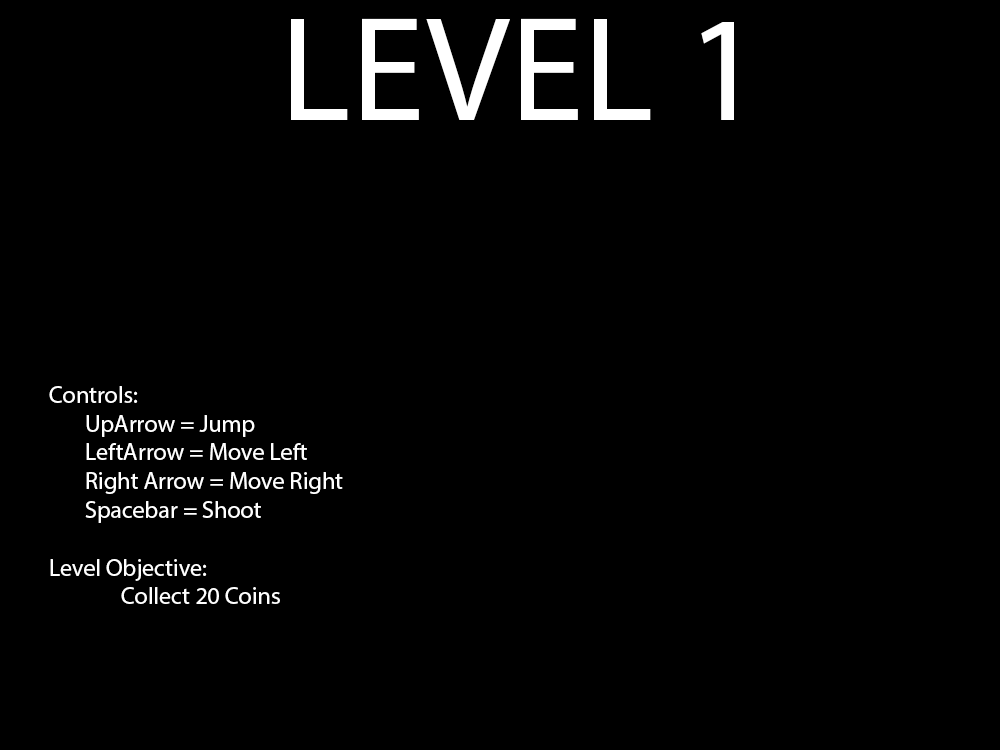 LEVEL 1
Controls:
UpArrow = Jump
LeftArrow = Move Left
Right Arrow = Move Right
Spacebar = Shoot
Level Objective:
Collect 20 Coins